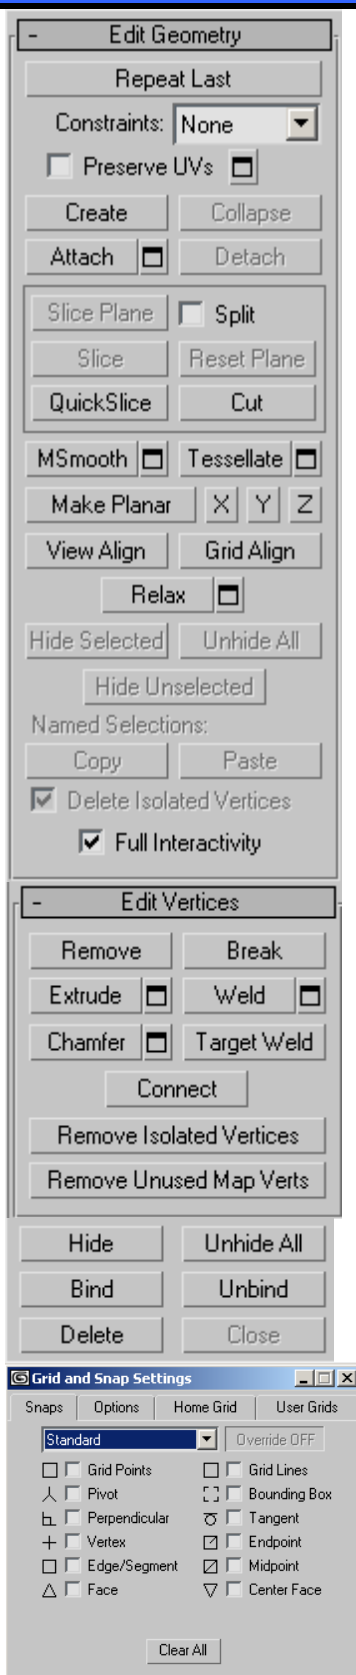 - Edit Geometry
Repeat Last
Constraints: None
Preserve UVs
Create Collapse
Attach Detach
Slice Plane Split
Slice Reset Plane
QuickSlice Cut
MSmooth Tessellate
Make Planar X Y Z
View Align Grid Align
Relax
Hide Selected Unhide All
Hide Unselected
Named Selections:
Copy Paste
Delete Isolated Vertices
Full Interactivity
- Edit Vertices
Remove Break
Extrude Weld
Chamfer Target Weld
Connect
Remove Isolated Vertices
Remove Unused Map Verts
Hide Unhide All
Bind Unbind
Delete Close
Grid and Snap Settings
Snaps Options Home Grid User Grids
Standard Override OFF
Grid Points Grid Lines
Pivot Bounding Box
Perpendicular Tangent
Vertex Endpoint
Edge/Segment Midpoint
Face Center Face
Clear All